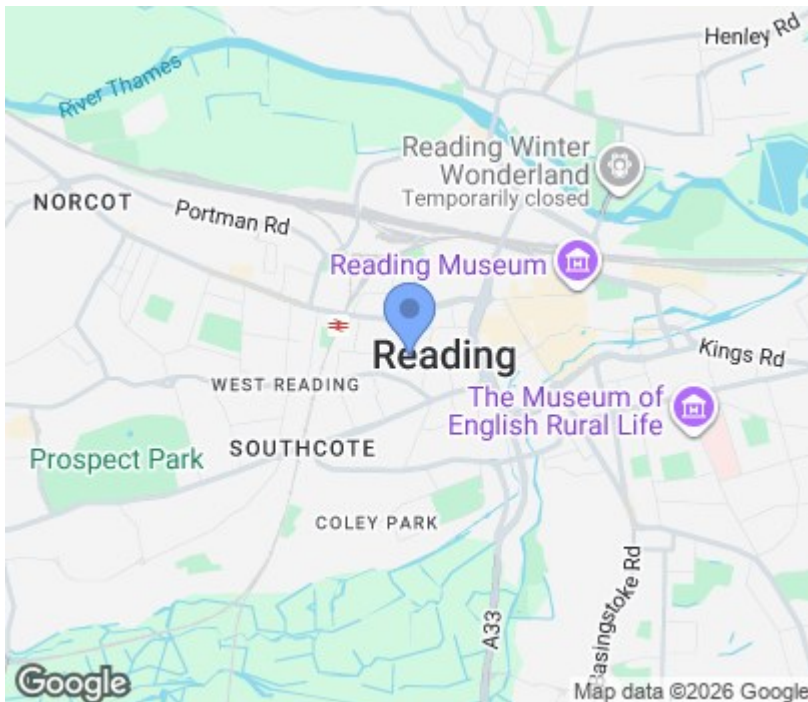 Henley Rd
River Thames
Reading Winter
Wonderland
Temporarily closed
NORCOT
Portman Rd
Reading Museum
Reading
Kings Rd
WEST READING
The Museum of
English Rural Life
SOUTHCOTE
Prospect Park
COLEY PARK
A33
Basingstoke Rd
Google
Map data ©2026 Google